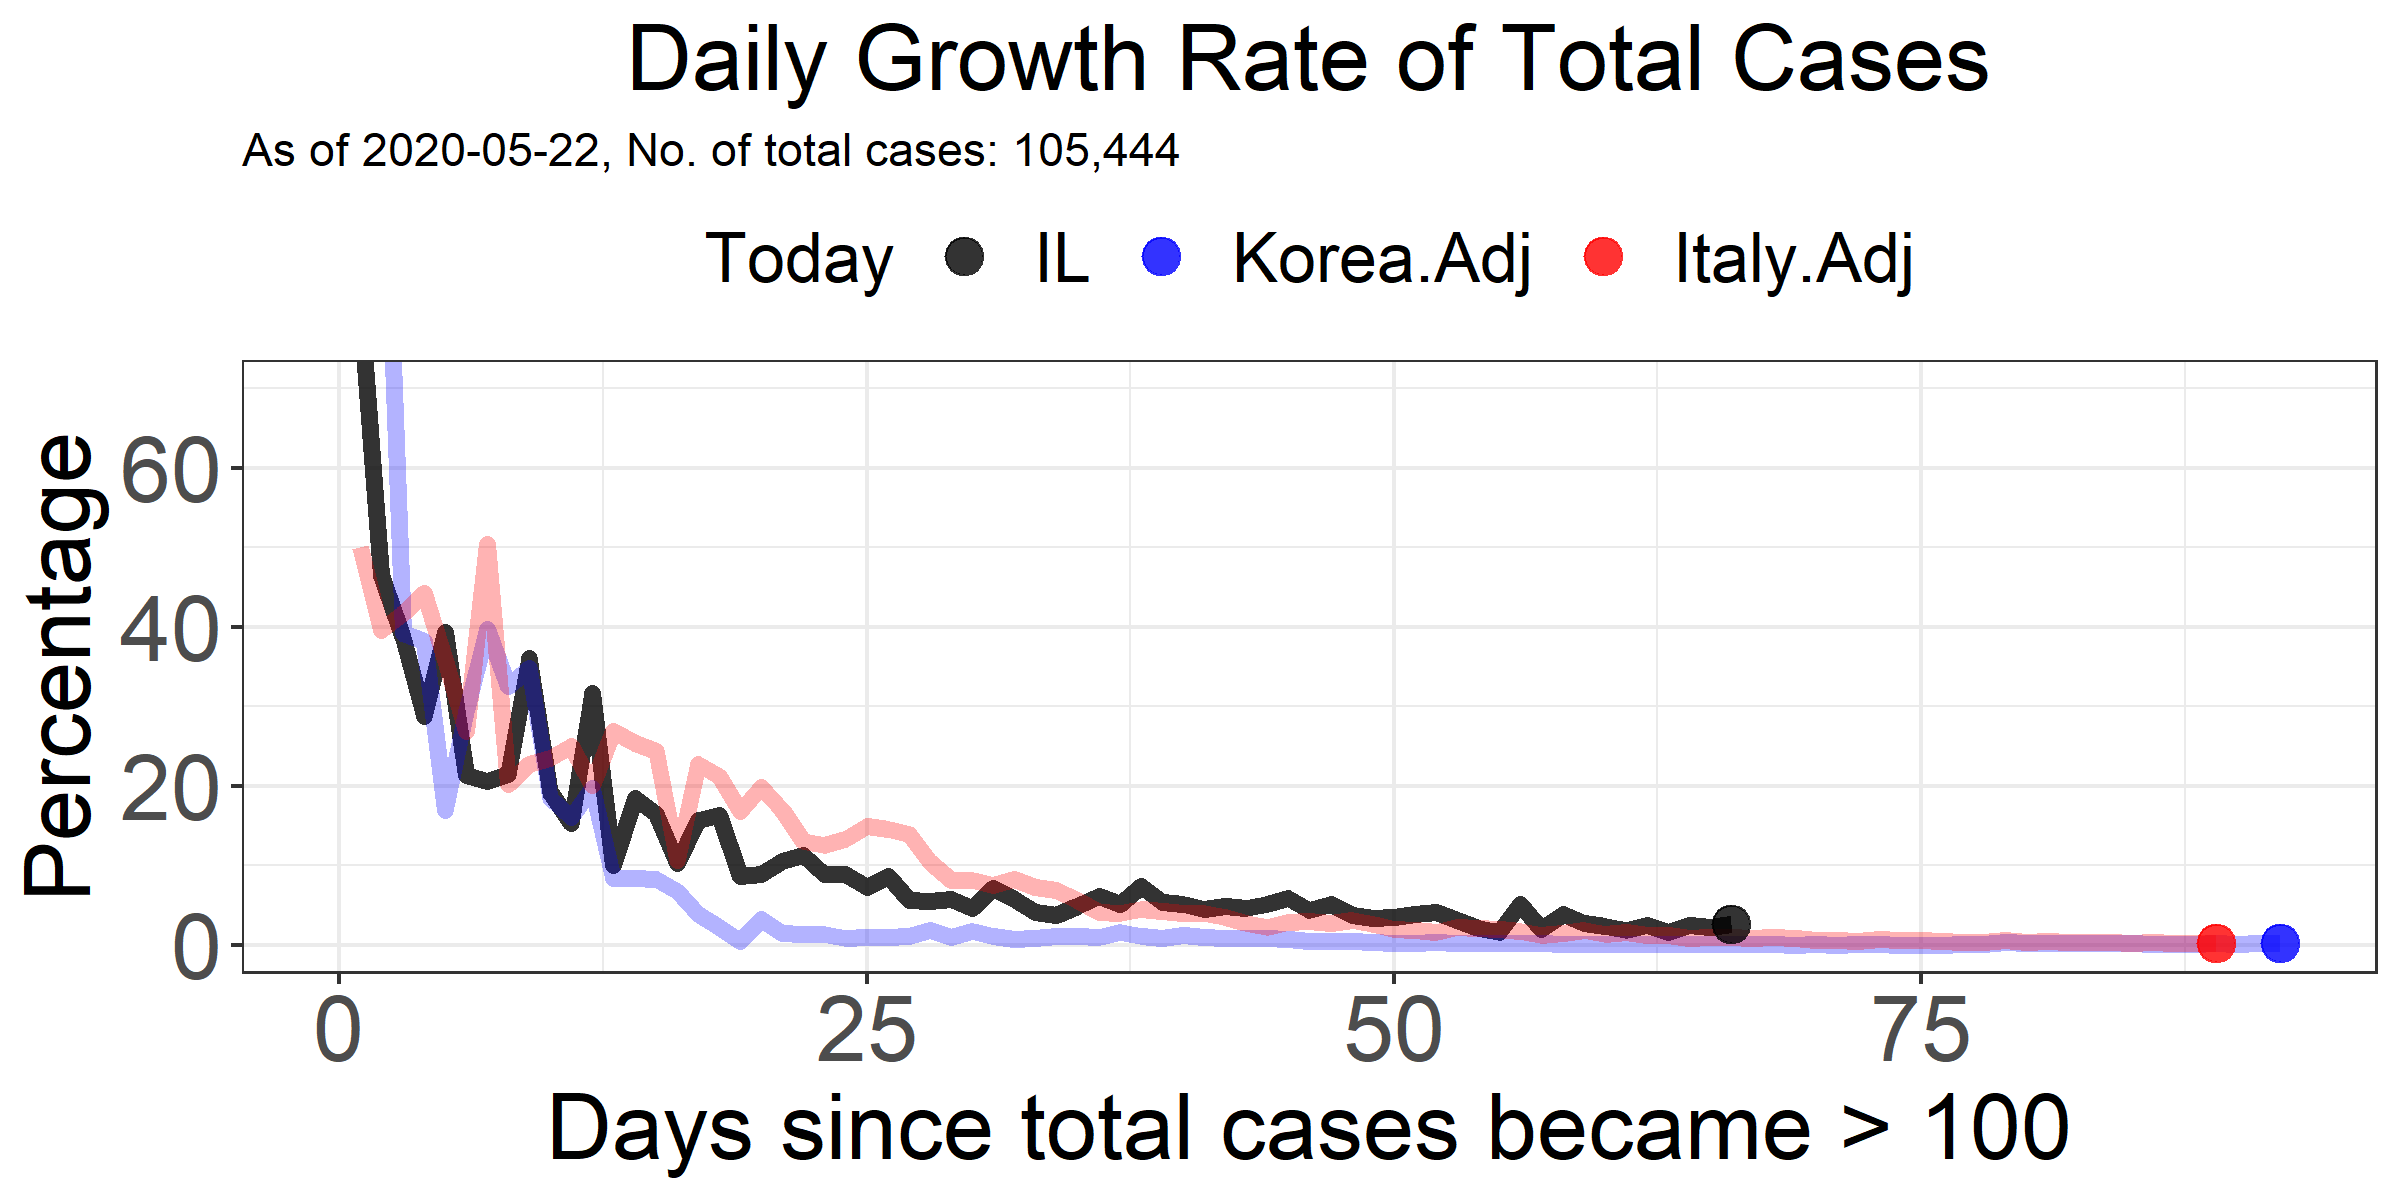 Daily Growth Rate of Total Cases
As of 2020-05-22, No. of total cases: 105,444
Today IL Korea.Adj Italy.Adj
Percentage
60
40
20
0
0 25 50 75
Days since total cases became > 100